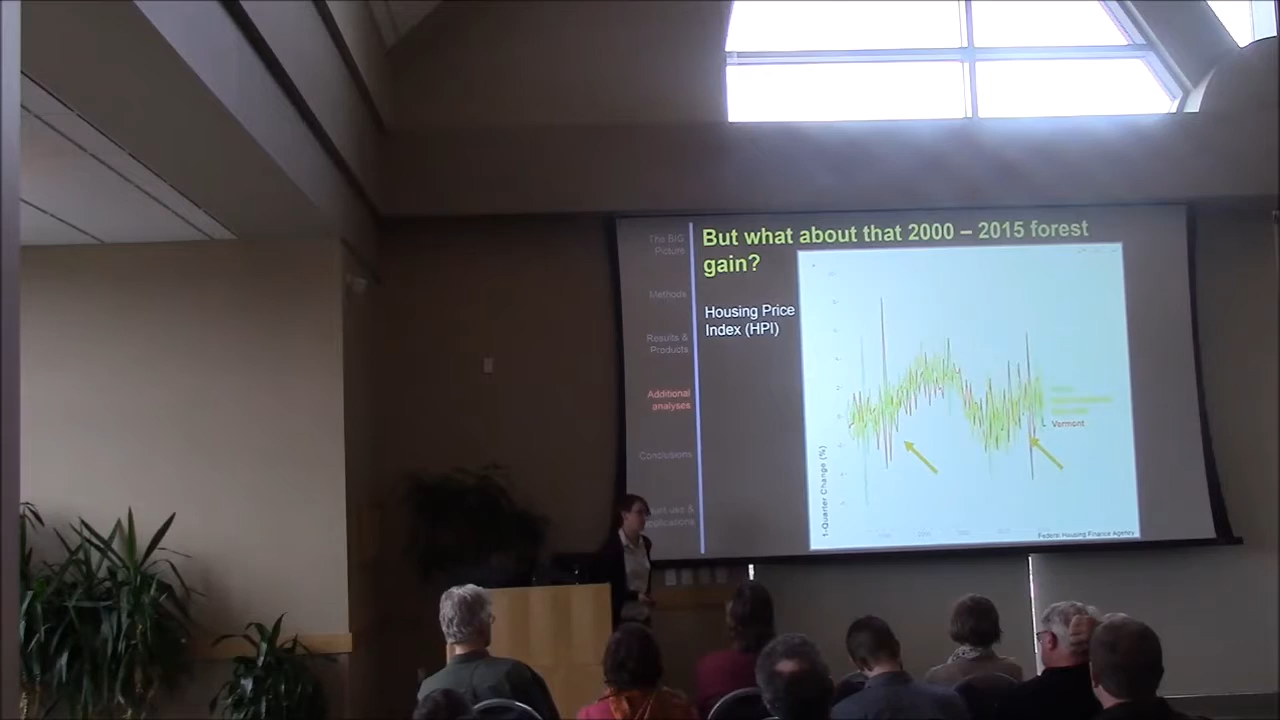 The BIG
Picture
Methods
Results &
Products
Additional
analyses
Conclusions
But what about that 2000 – 2015 forest
gain?
Housing Price
Index (HPI)
1-Quarter Change (%)
Vermont
Federal Housing Finance Agency